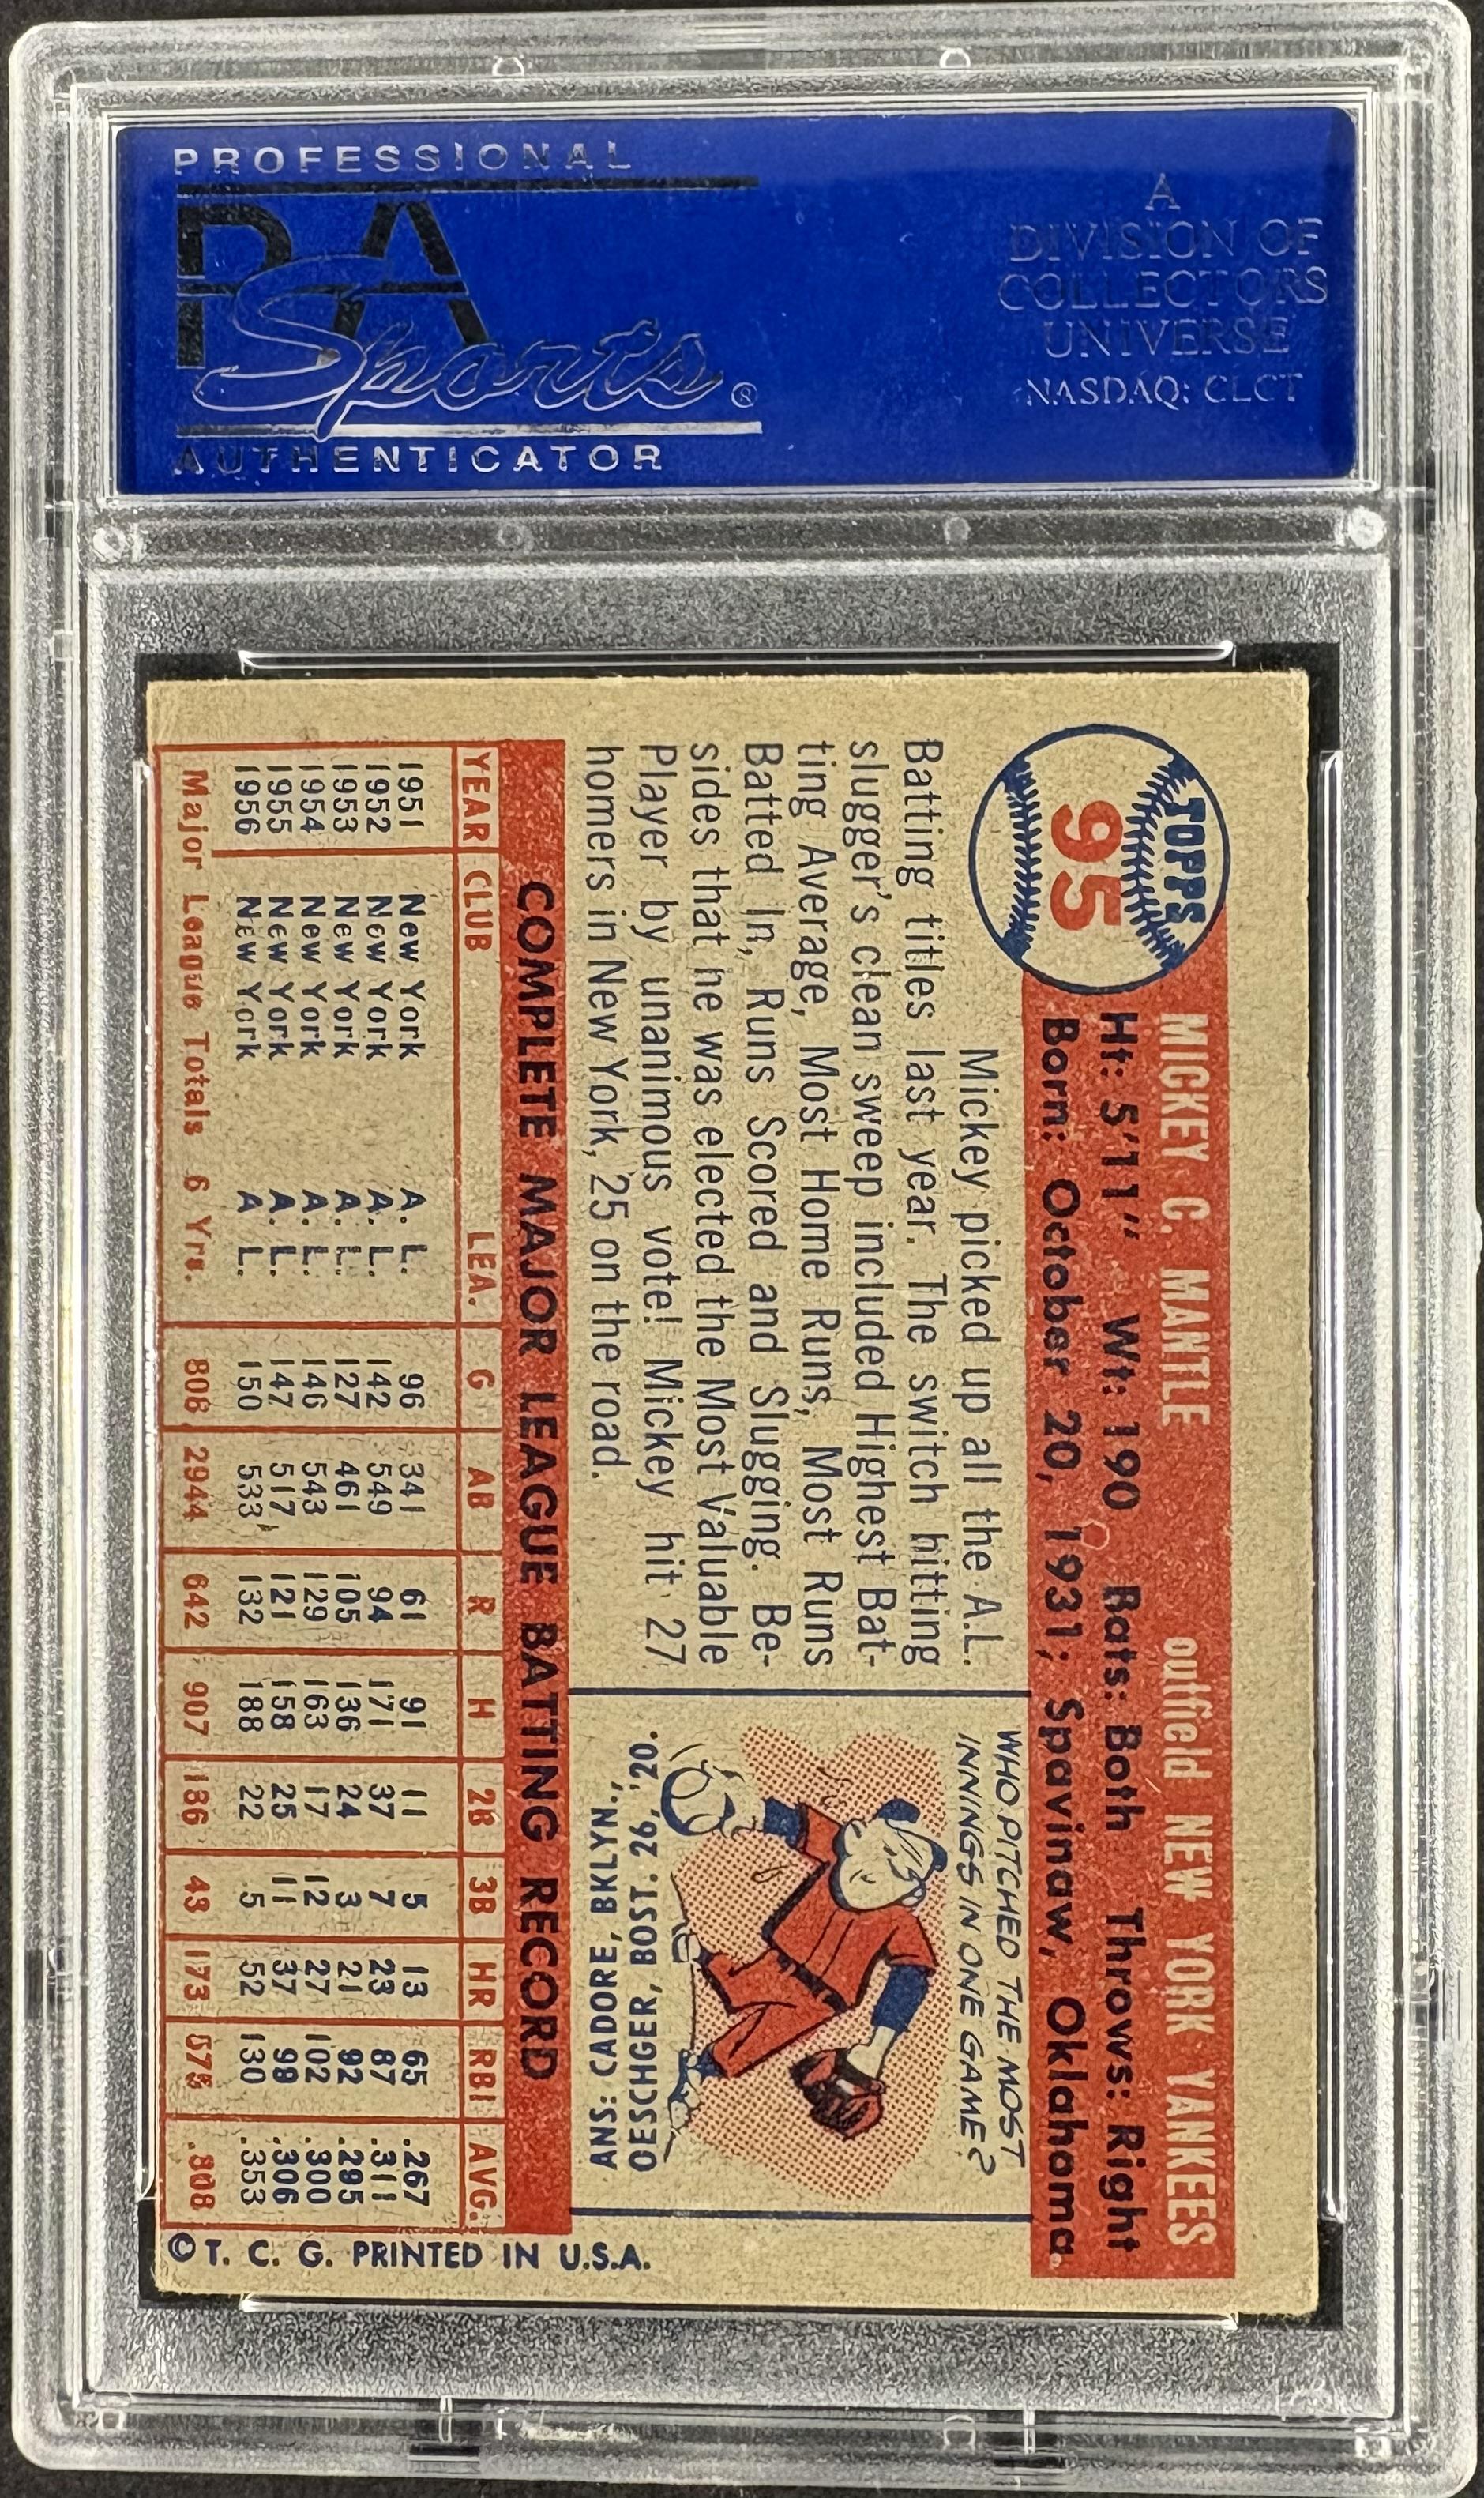 PROFESSIONAL
PSA
Sports®
AUTHENTICATOR
A
DIVISION OF
COLLECTORS
UNIVERSE
NASDAQ: CLCT
TOPPS
95
MICKEY C. MANTLE outfield NEW YORK YANKEES
Ht: 5'11" Wt: 190 Bats: Both Throws: Right
Born: October 20, 1931; Spavinaw, Oklahoma
Mickey picked up all the A.L.
Batting titles last year. The switch hitting
slugger's clean sweep included Highest Bat-
ting Average, Most Home Runs, Most Runs
Batted In, Runs Scored and Slugging. Be-
sides that he was elected the Most Valuable
Player by unanimous vote! Mickey hit 27
homers in New York, 25 on the road.
WHO PITCHED THE MOST
INNINGS IN ONE GAME?
ANS: CADORE, BKLYN.,
OESCHGER, BOST. 26, '20.
COMPLETE MAJOR LEAGUE BATTING RECORD
YEAR CLUB LEA. G AB R H 2B 3B HR RBI AVG.
1951 New York A. L. 96 341 61 91 11 5 13 65 .267
1952 New York A. L. 142 549 94 171 37 7 23 87 .311
1953 New York A. L. 127 461 105 136 24 3 21 92 .295
1954 New York A. L. 146 543 129 163 17 12 27 102 .300
1955 New York A. L. 147 517 121 158 25 11 37 99 .306
1956 New York A L. 150 533 132 188 22 5 52 130 .353
Major League Totals 6 Yrs. 808 2944 642 907 136 43 173 575 .308
© T. C. G. PRINTED IN U.S.A.